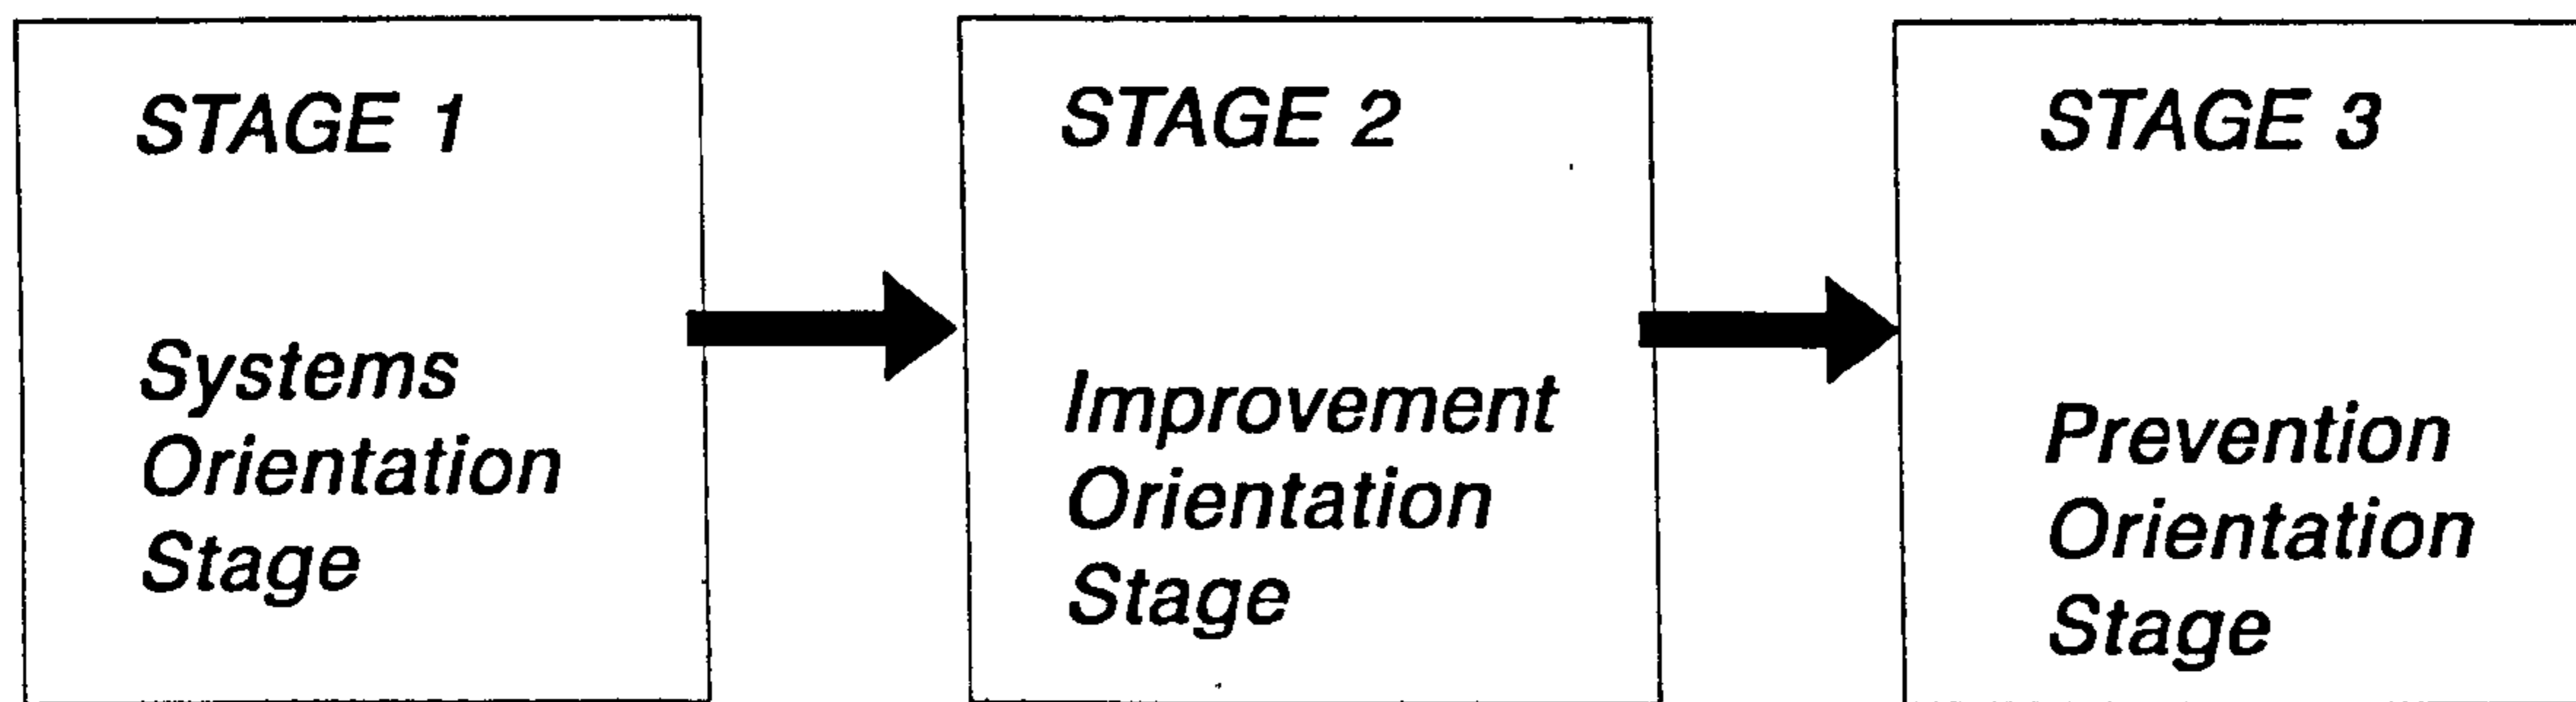 STAGE 1
Systems
Orientation
Stage
STAGE 2
Improvement
Orientation
Stage
STAGE 3
Prevention
Orientation
Stage